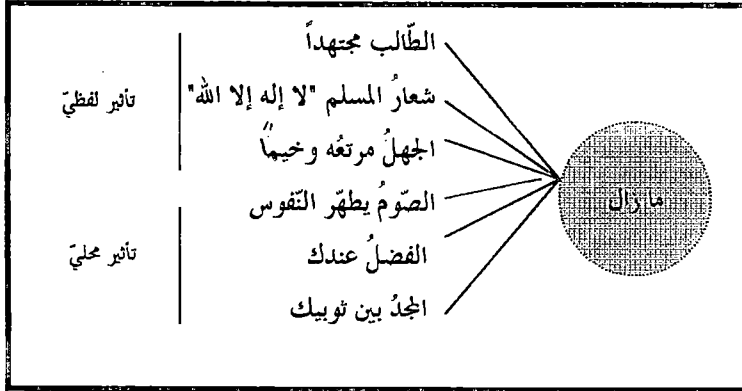 الطّالب مجتهداً
شعارُ المسلم "لا إله إلا الله"
تأثير لفظيّ
الجهلُ مرتعُه وخيماً
ما زال
الصّومُ يطهّر النّفوس
الفضلُ عندك
تأثير محليّ
المجدُ بين ثوبيك